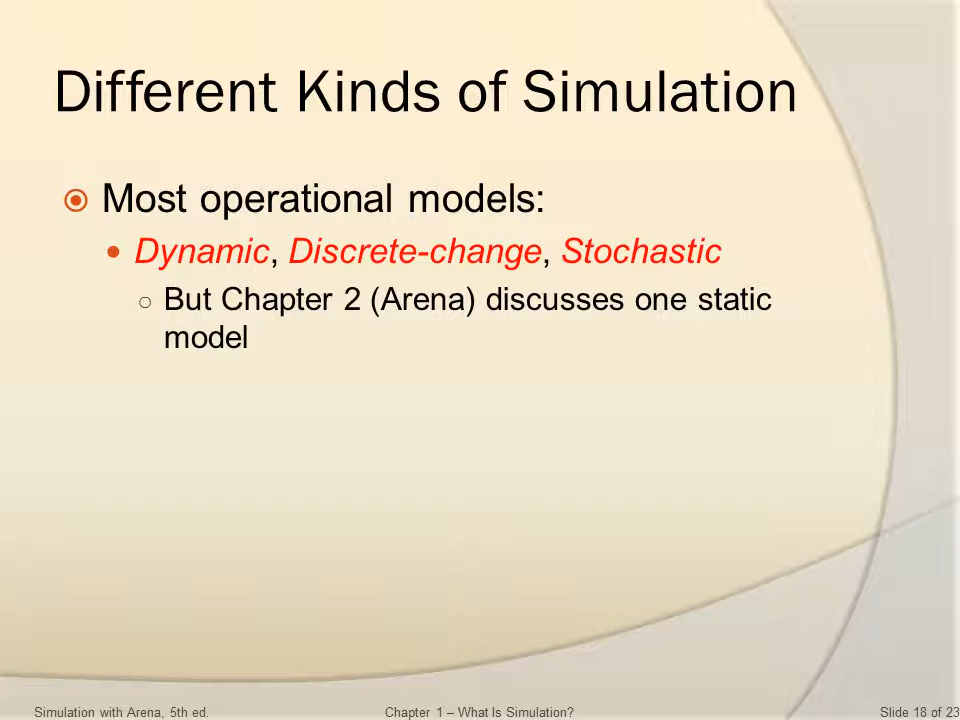 Different Kinds of Simulation
Most operational models:
Dynamic, Discrete-change, Stochastic
But Chapter 2 (Arena) discusses one static
model
Simulation with Arena, 5th ed.
Chapter 1 – What Is Simulation?
Slide 18 of 23